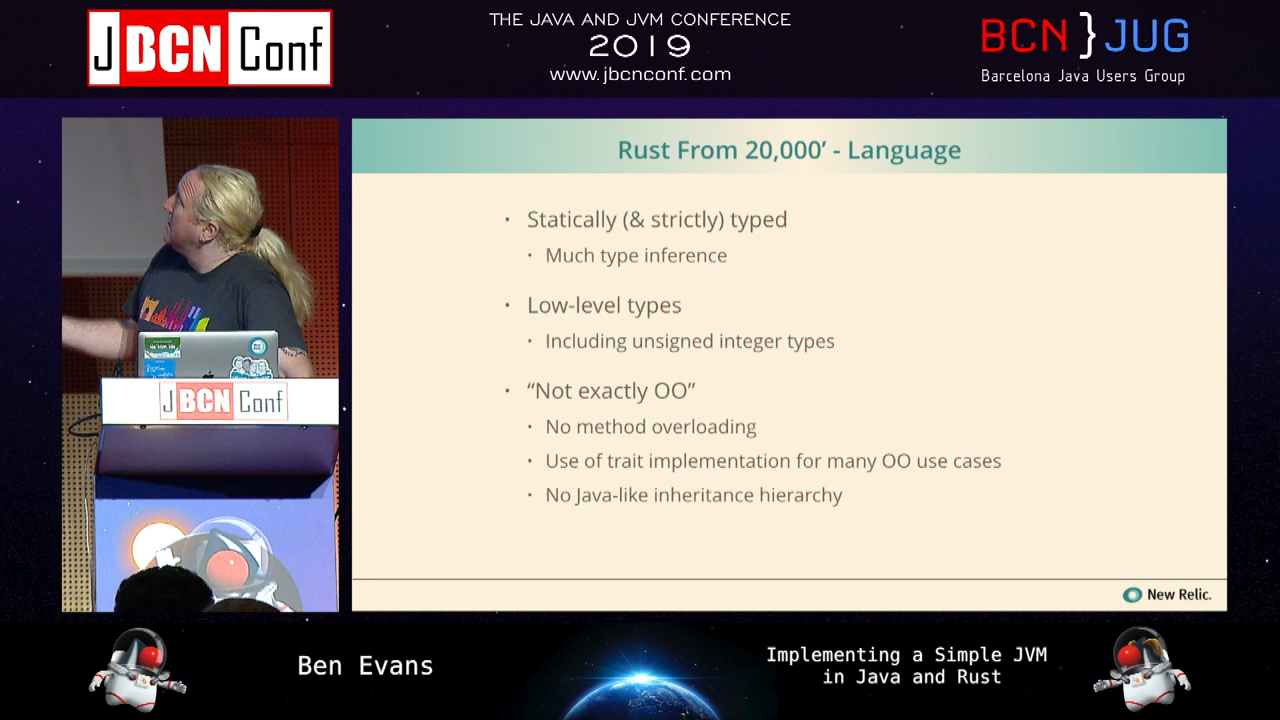 J BCN Conf
THE JAVA AND JVM CONFERENCE
2019
www.jbcnconf.com
BCN } JUG
Barcelona Java Users Group
Rust From 20,000’ - Language
• Statically (& strictly) typed
• Much type inference
• Low-level types
• Including unsigned integer types
• “Not exactly OO”
• No method overloading
• Use of trait implementation for many OO use cases
• No Java-like inheritance hierarchy
New Relic.
J BCN Conf
Ben Evans
Implementing a Simple JVM
in Java and Rust